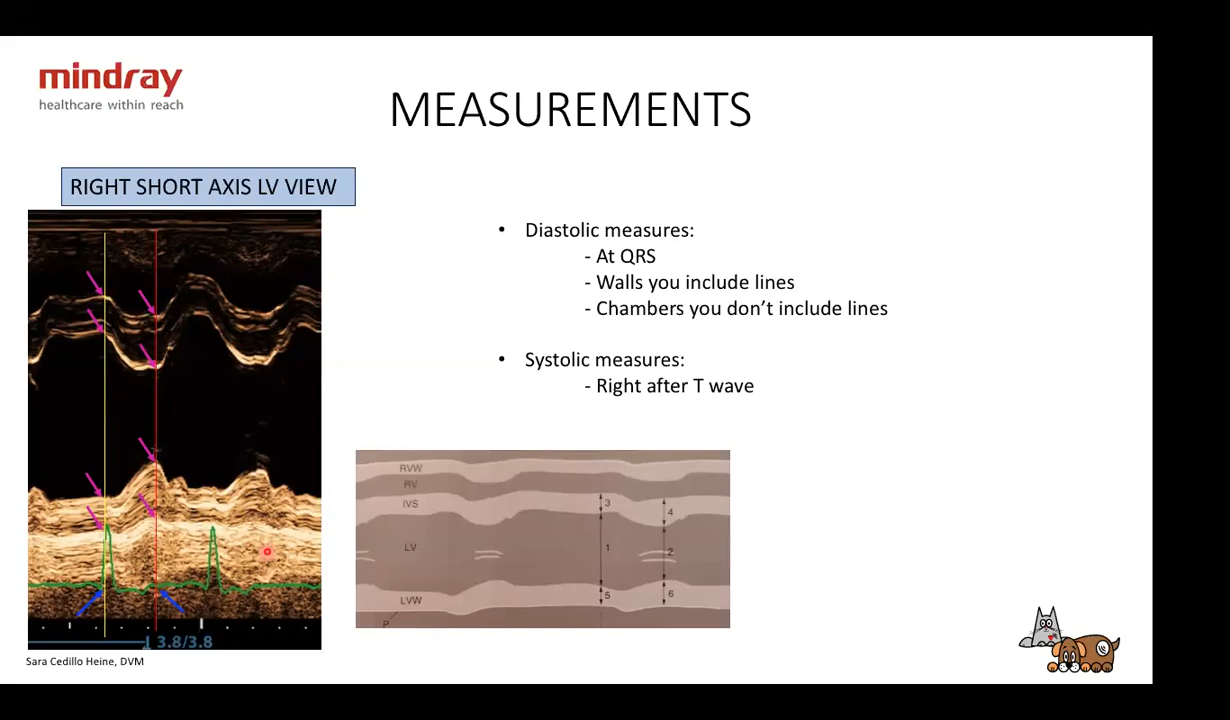 mindray
healthcare within reach
MEASUREMENTS
RIGHT SHORT AXIS LV VIEW
• Diastolic measures:
- At QRS
- Walls you include lines
- Chambers you don’t include lines
• Systolic measures:
- Right after T wave
RVW
RV
IVS
3
4
LV
1
2
LVW
5
6
P
3.8/3.8
Sara Cedillo Heine, DVM